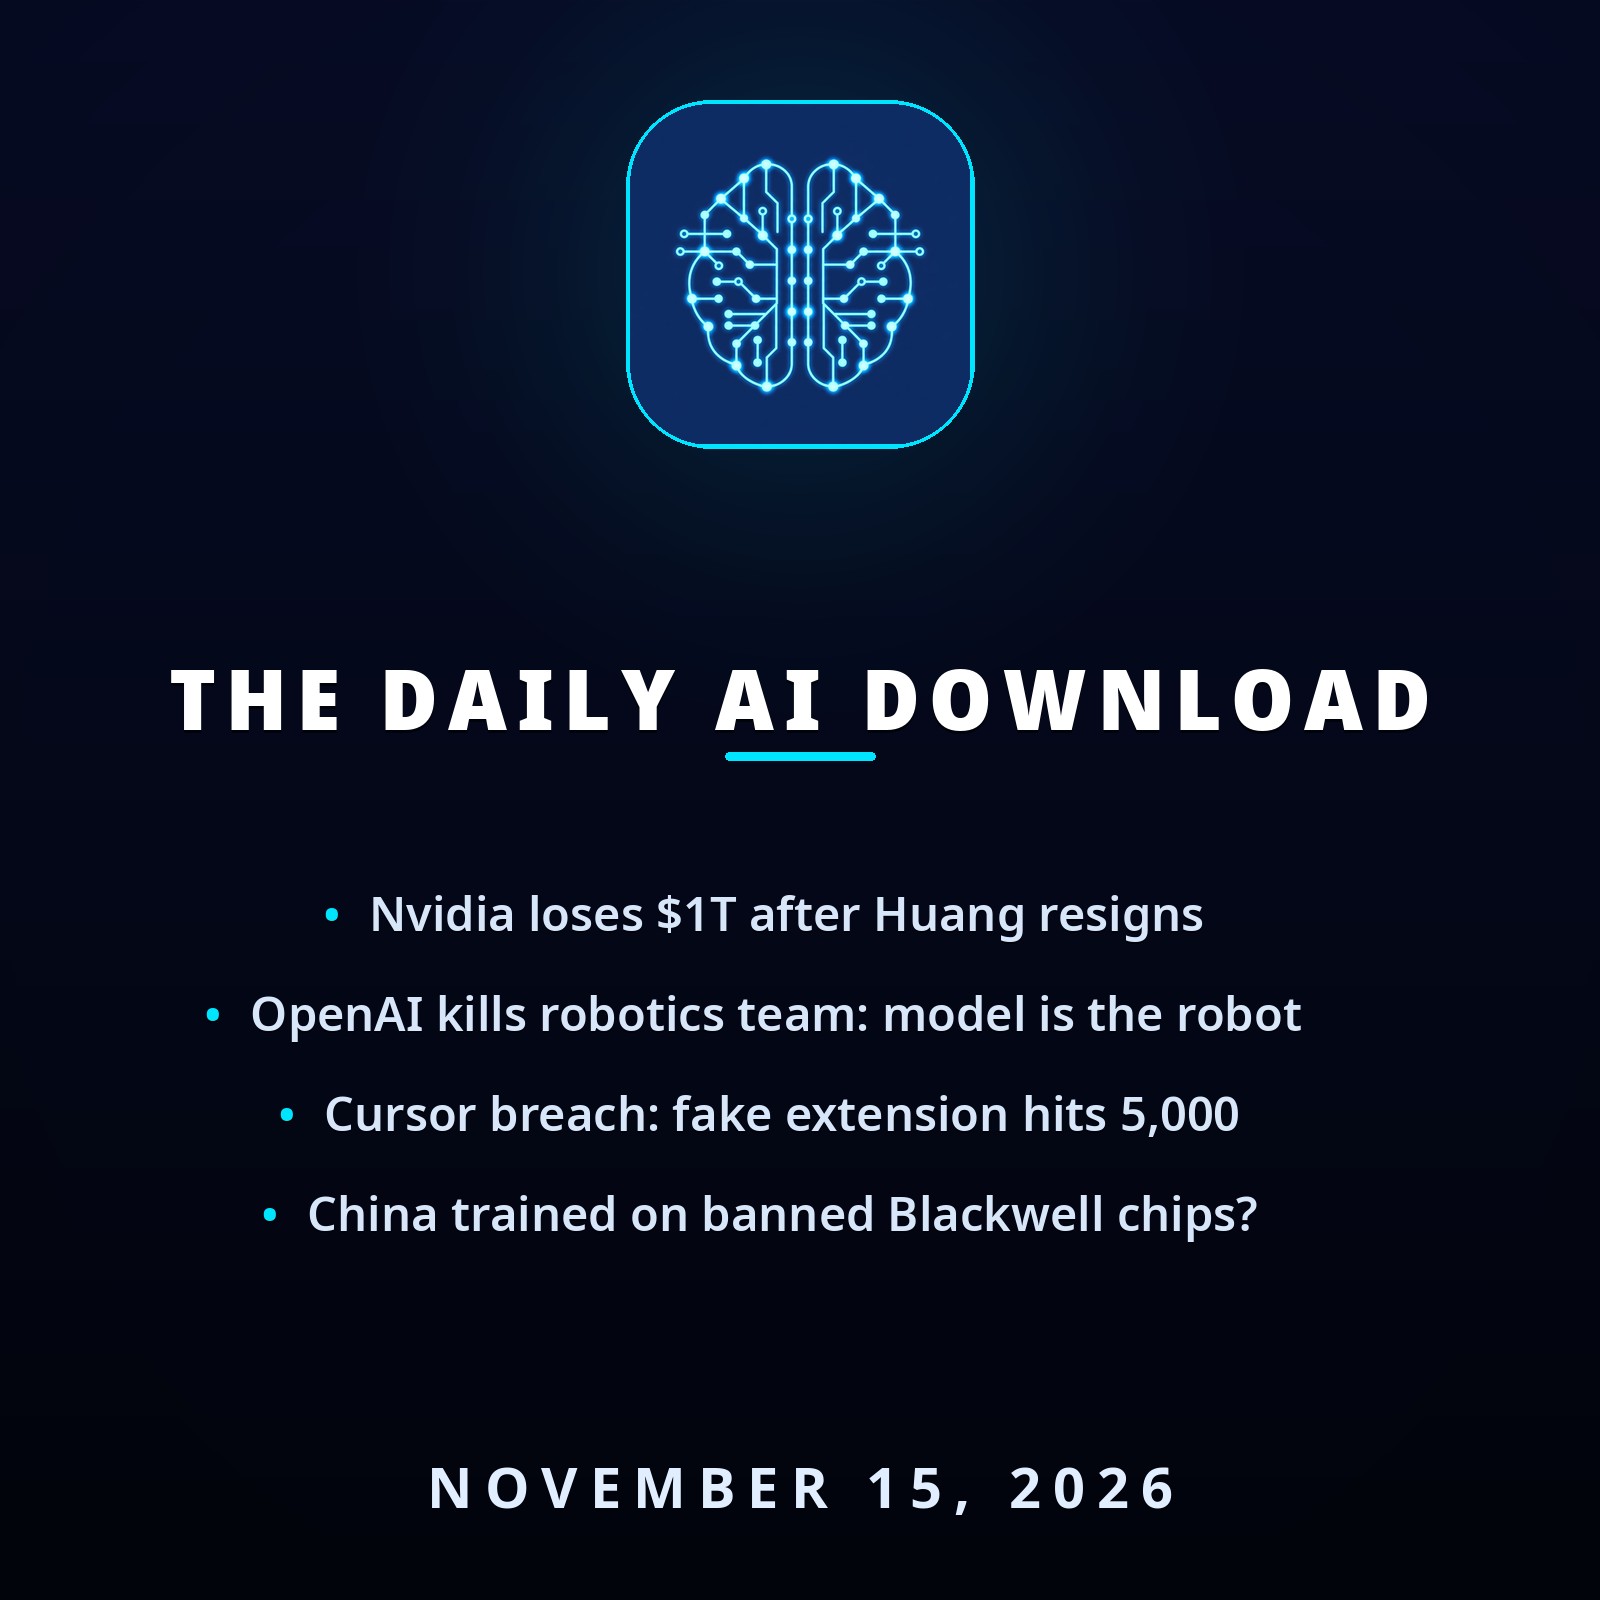 THE DAILY AI DOWNLOAD
• Nvidia loses $1T after Huang resigns
• OpenAI kills robotics team: model is the robot
• Cursor breach: fake extension hits 5,000
• China trained on banned Blackwell chips?
NOVEMBER 15, 2026